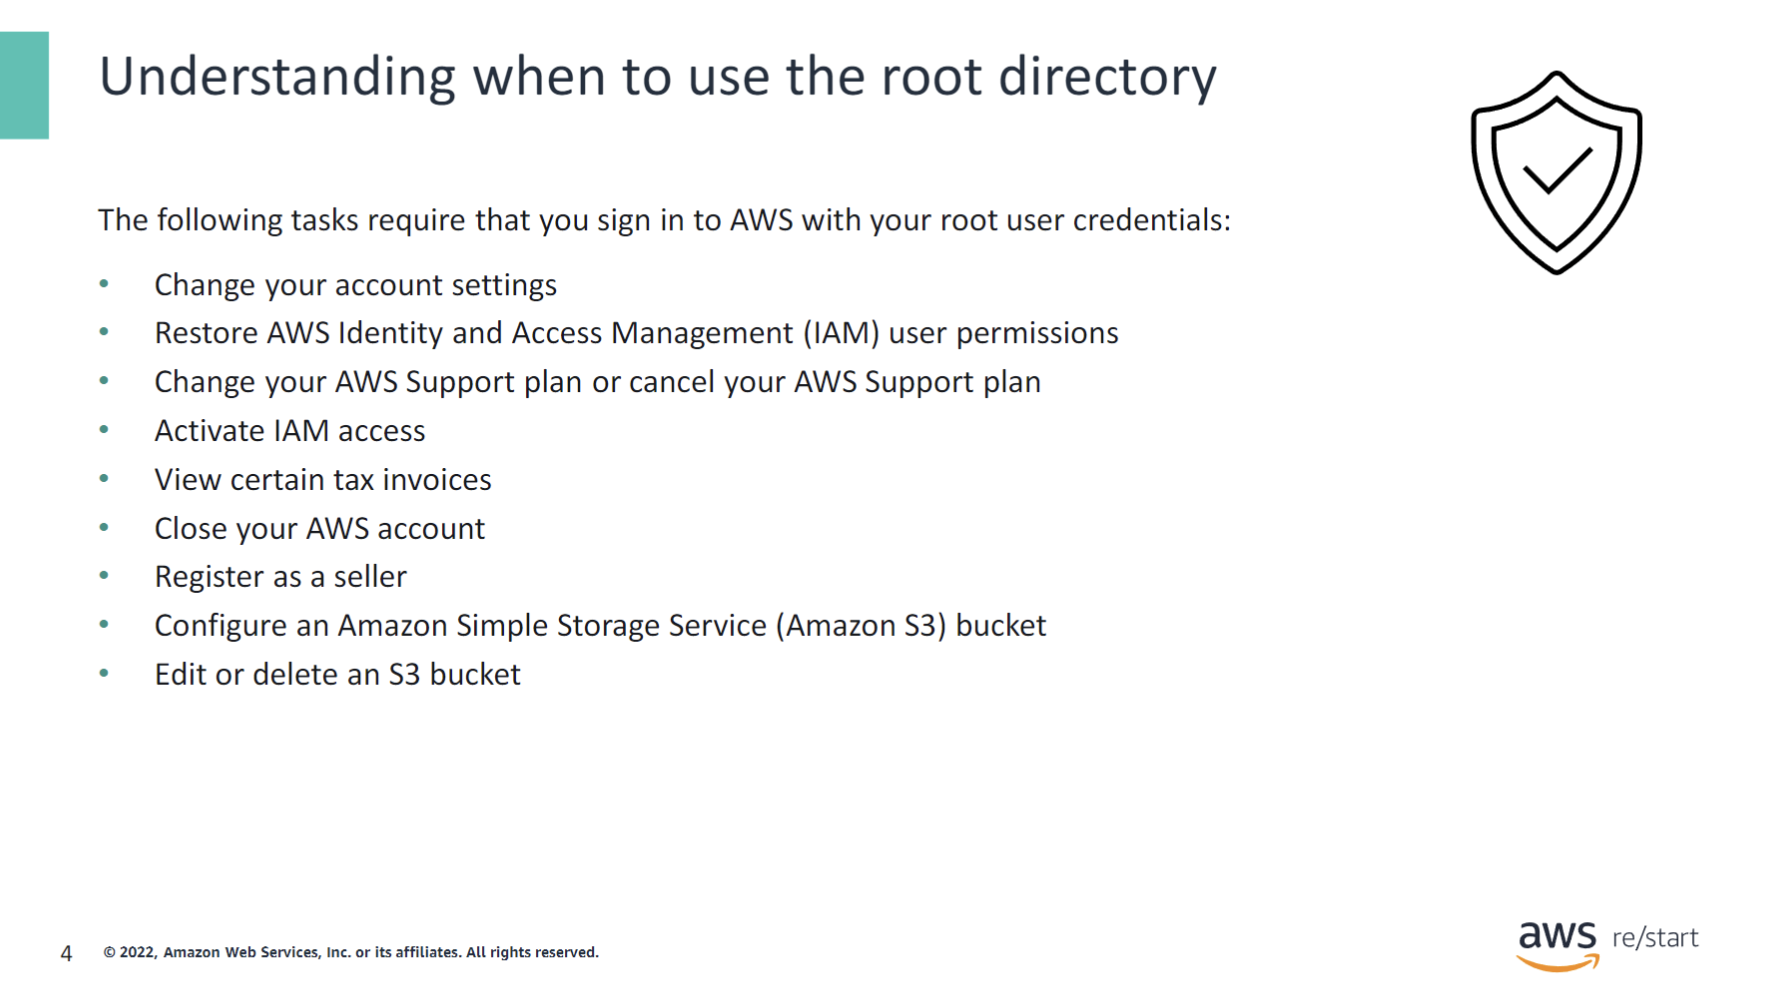 Understanding when to use the root directory
The following tasks require that you sign in to AWS with your root user credentials:
• Change your account settings
• Restore AWS Identity and Access Management (IAM) user permissions
• Change your AWS Support plan or cancel your AWS Support plan
• Activate IAM access
• View certain tax invoices
• Close your AWS account
• Register as a seller
• Configure an Amazon Simple Storage Service (Amazon S3) bucket
• Edit or delete an S3 bucket
4 © 2022, Amazon Web Services, Inc. or its affiliates. All rights reserved.
aws re/start